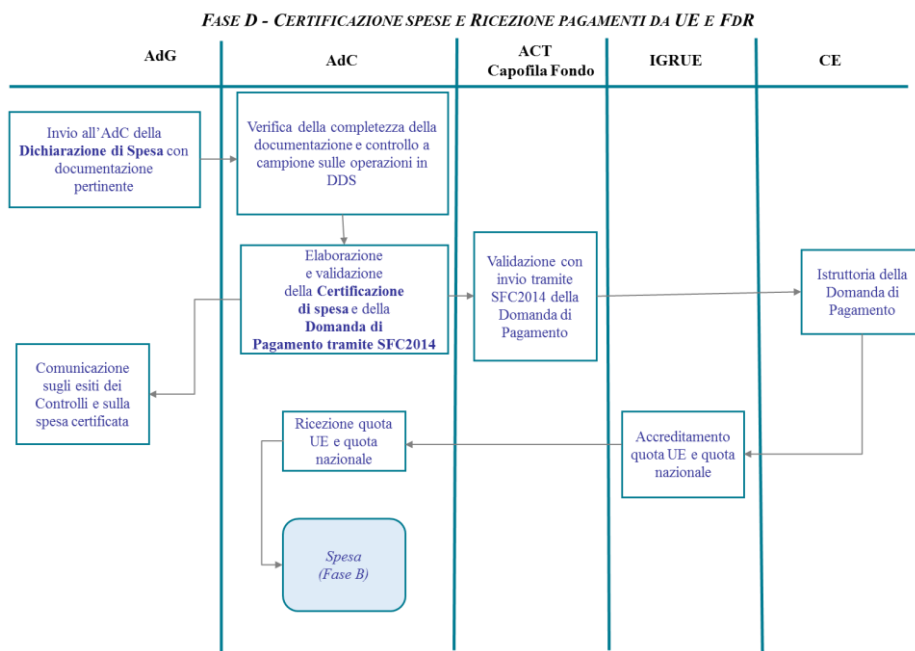 FASE D - CERTIFICAZIONE SPESE E RICEZIONE PAGAMENTI DA UE E FDR
AdG
AdC
ACT
Capofila Fondo
IGRUE
CE
Invio all'AdC della
Dichiarazione di Spesa con
documentazione
pertinente
Verifica della completezza della
documentazione e controllo a
campione sulle operazioni in
DDS
Elaborazione
e validazione
della Certificazione
di spesa e della
Domanda di
Pagamento tramite SFC2014
Validazione con
invio tramite
SFC2014 della
Domanda di
Pagamento
Istruttoria della
Domanda di
Pagamento
Comunicazione
sugli esiti dei
Controlli e sulla
spesa certificata
Ricezione quota
UE e quota
nazionale
Accreditamento
quota UE e quota
nazionale
Spesa
(Fase B)